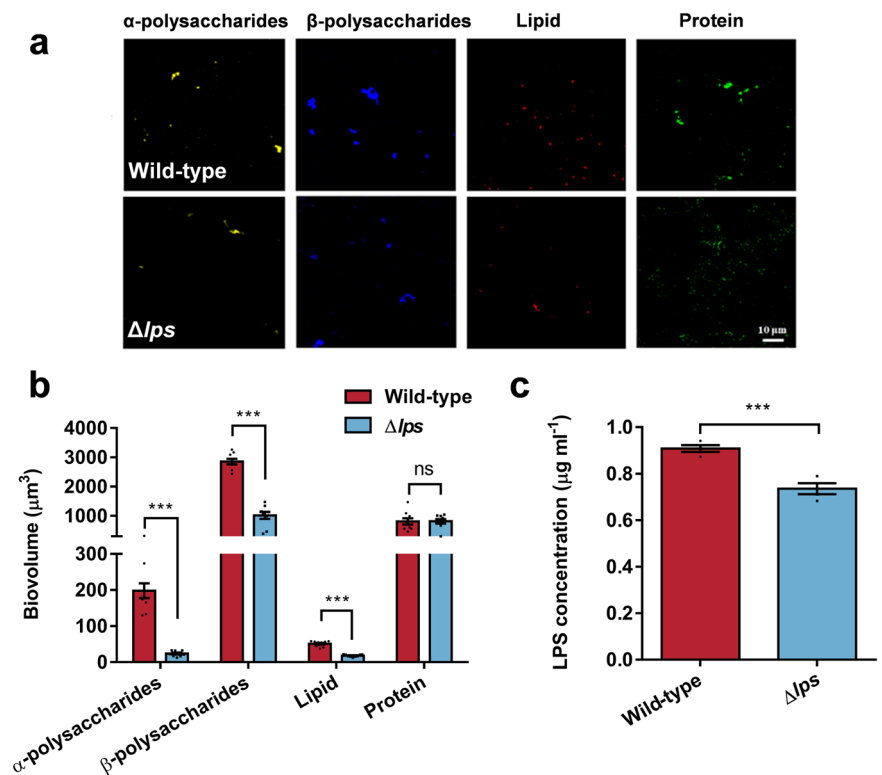 a
α-polysaccharides β-polysaccharides Lipid Protein
Wild-type
Δlps
10 μm
b
Wild-type
Δlps
Biovolume (μm³)
4000
3000
2000
1000
300
200
100
0
***
***
***
ns
α-polysaccharides
β-polysaccharides
Lipid
Protein
c
LPS concentration (μg ml⁻¹)
1.0
0.8
0.6
0.4
0.2
0.0
***
Wild-type
Δlps